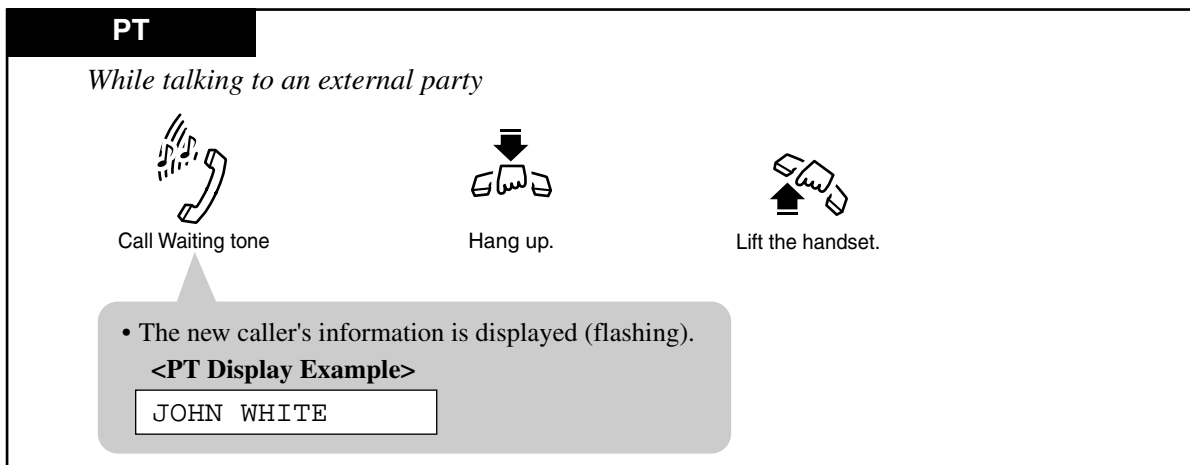 PT
While talking to an external party
Call Waiting tone
Hang up.
Lift the handset.
• The new caller's information is displayed (flashing).
<PT Display Example>
JOHN WHITE